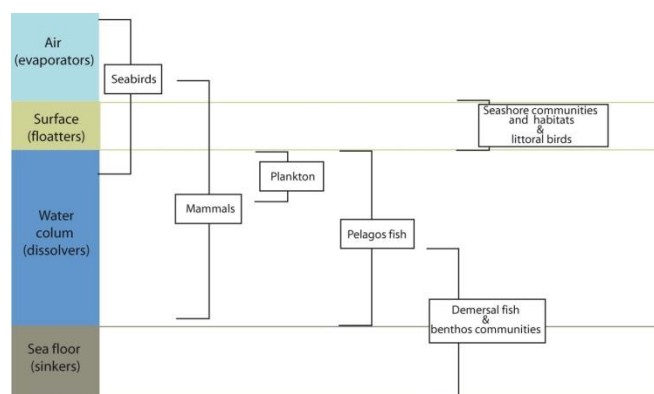 Air
(evaporators)
Seabirds
Surface
(floatters)
Seashore communities
and habitats
&
littoral birds
Plankton
Mammals
Water
colum
(dissolvers)
Pelagos fish
Demersal fish
&
benthos communities
Sea floor
(sinkers)